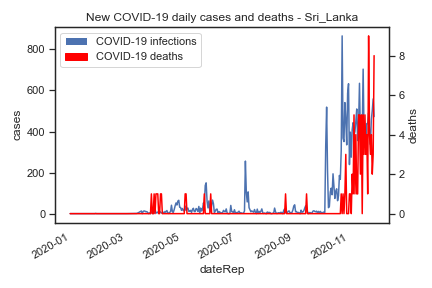 New COVID-19 daily cases and deaths - Sri_Lanka
COVID-19 infections
COVID-19 deaths
800
600
400
200
0
cases
8
6
4
2
0
deaths
2020-01
2020-03
2020-05
2020-07
2020-09
2020-11
dateRep